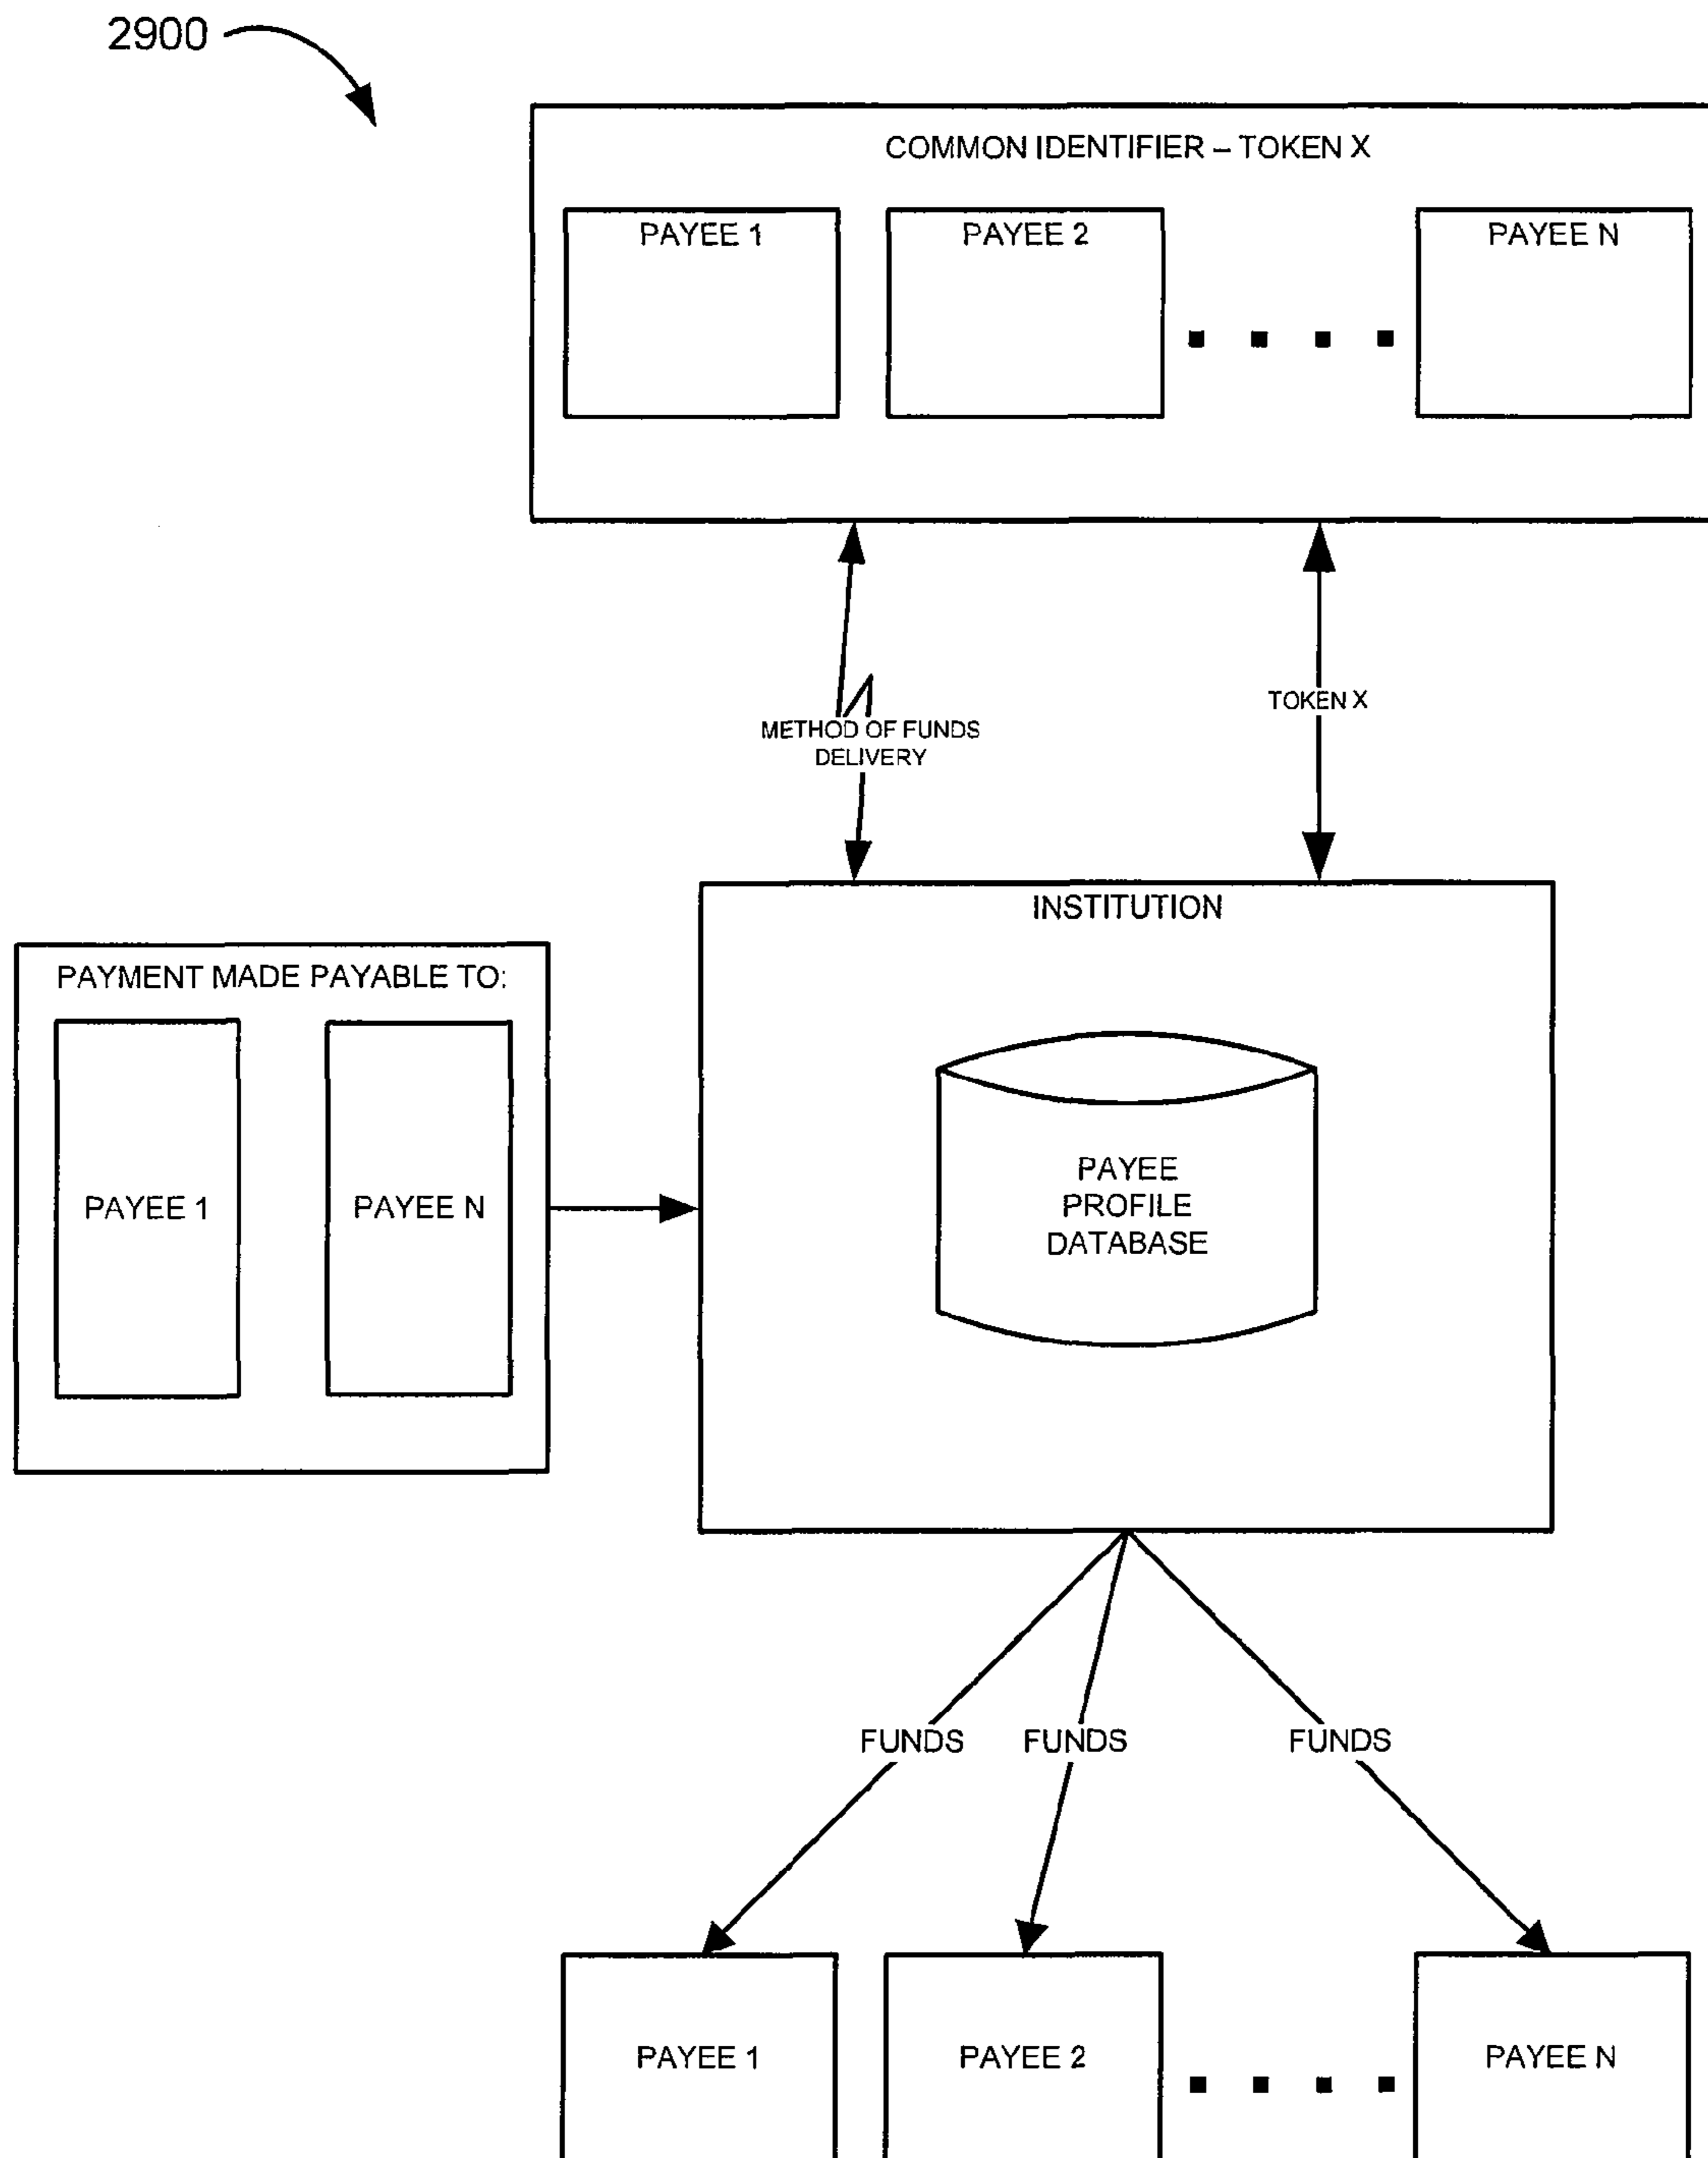 2900
COMMON IDENTIFIER – TOKEN X
PAYEE 1
PAYEE 2
PAYEE N
METHOD OF FUNDS
DELIVERY
TOKEN X
INSTITUTION
PAYMENT MADE PAYABLE TO:
PAYEE 1
PAYEE N
PAYEE
PROFILE
DATABASE
FUNDS
FUNDS
FUNDS
PAYEE 1
PAYEE 2
PAYEE N